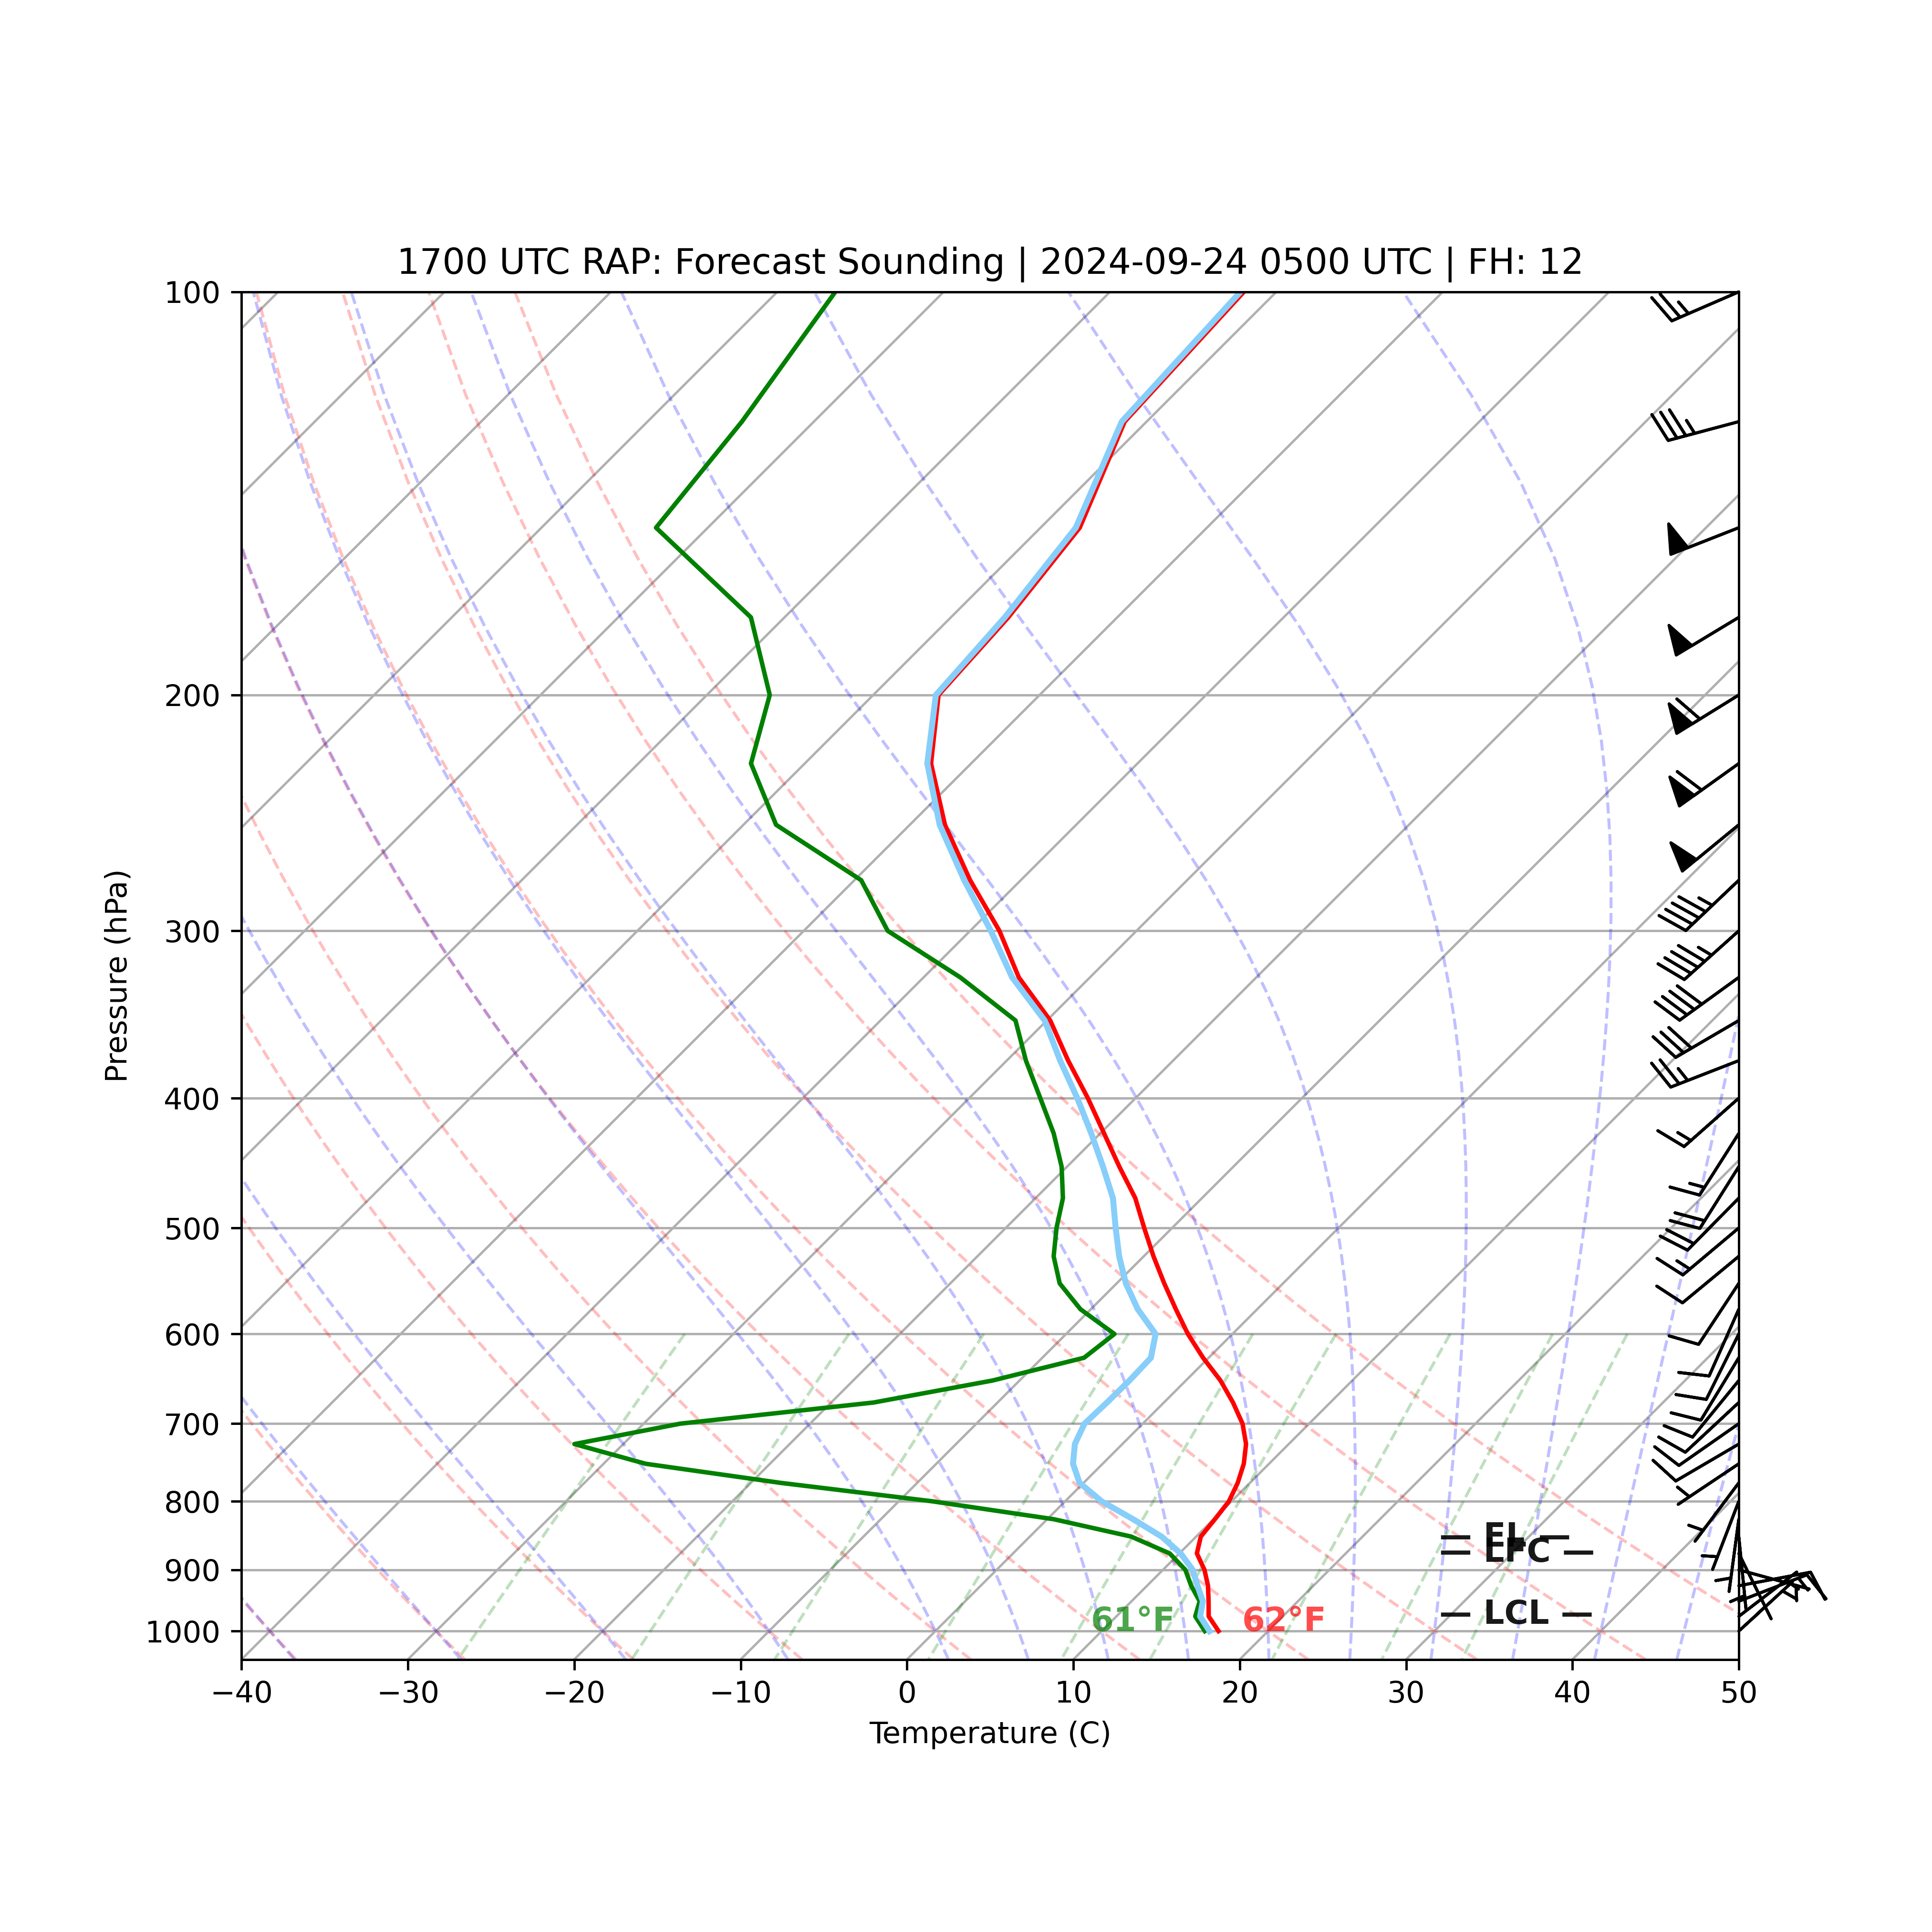 1700 UTC RAP: Forecast Sounding | 2024-09-24 0500 UTC | FH: 12
100
200
300
400
500
600
700
800
900
1000
Pressure (hPa)
— EL —
— LFC —
— LCL —
61°F 62°F
−40 −30 −20 −10 0 10 20 30 40 50
Temperature (C)